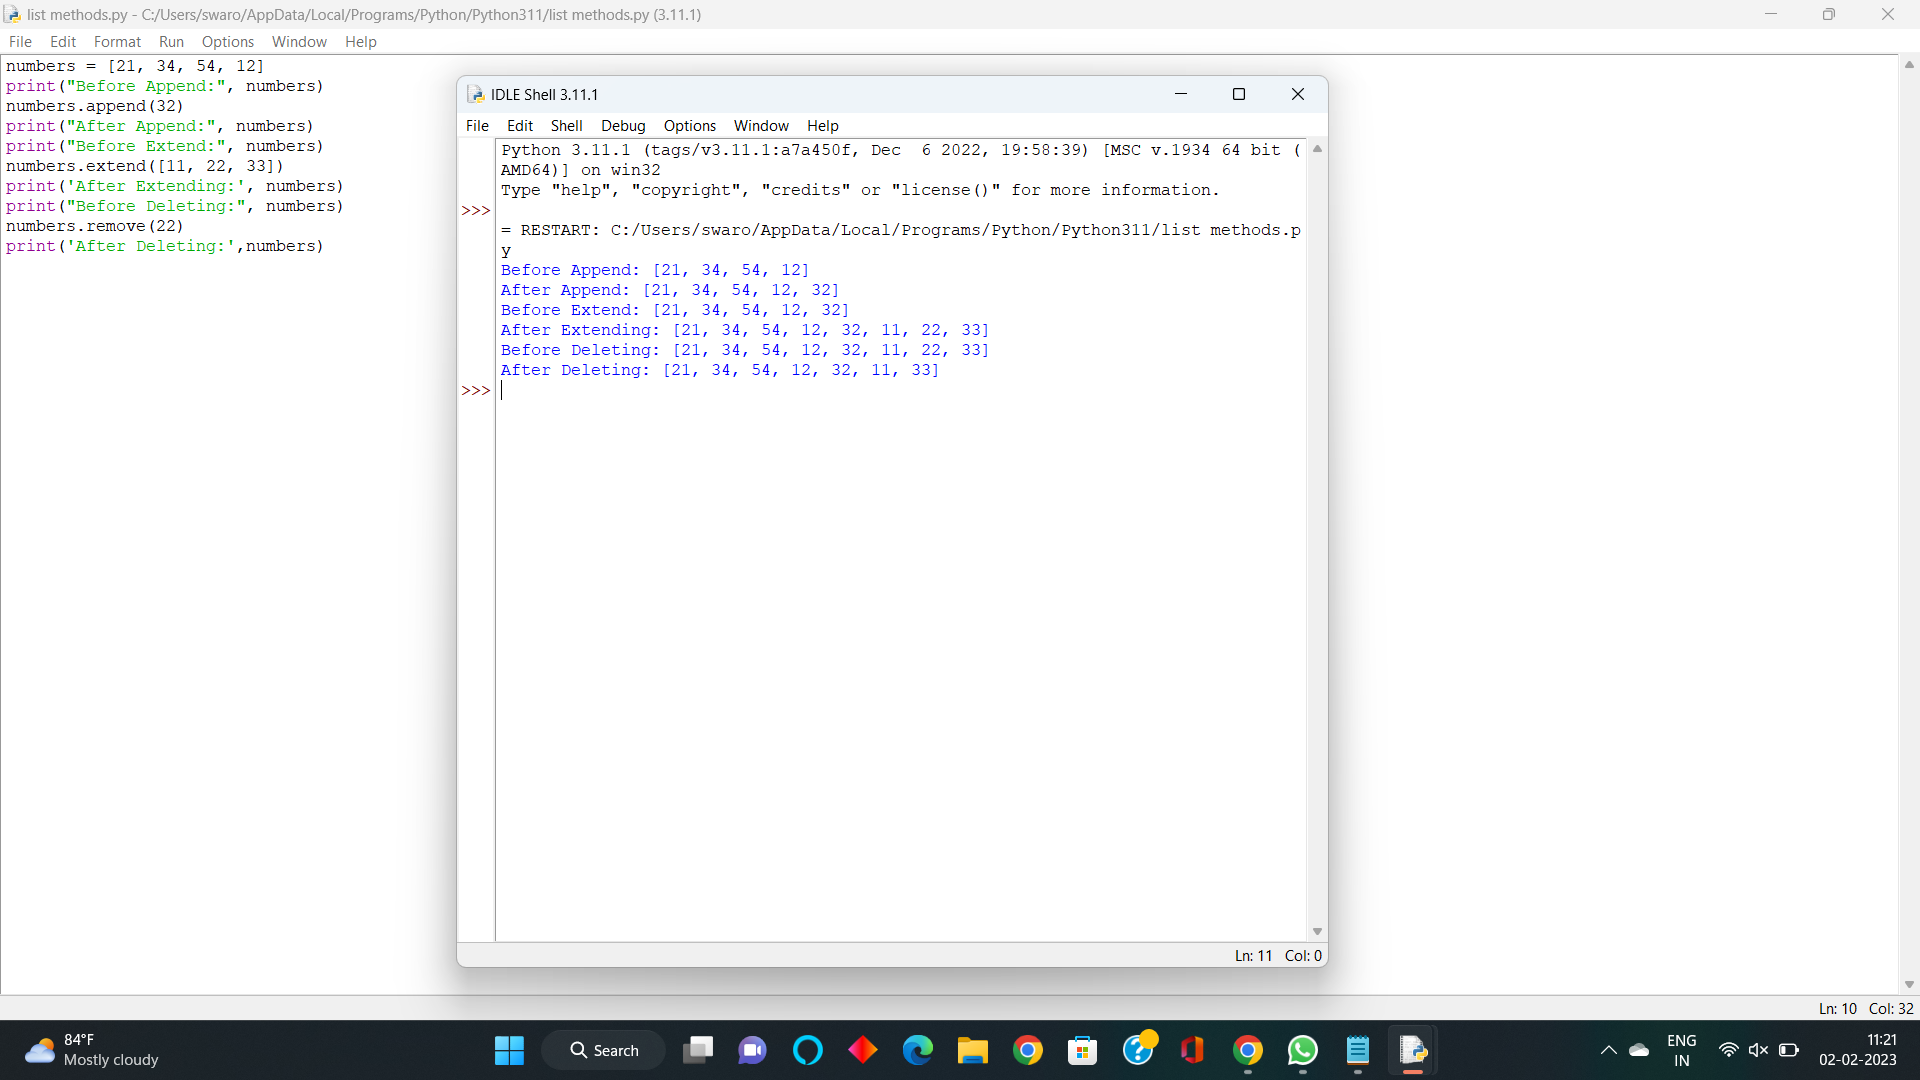 list methods.py - C:/Users/swaro/AppData/Local/Programs/Python/Python311/list methods.py (3.11.1)
File Edit Format Run Options Window Help
numbers = [21, 34, 54, 12]
print("Before Append:", numbers)
numbers.append(32)
print("After Append:", numbers)
print("Before Extend:", numbers)
numbers.extend([11, 22, 33])
print('After Extending:', numbers)
print("Before Deleting:", numbers)
numbers.remove(22)
print('After Deleting:',numbers)
IDLE Shell 3.11.1
File Edit Shell Debug Options Window Help
Python 3.11.1 (tags/v3.11.1:a7a450f, Dec  6 2022, 19:58:39) [MSC v.1934 64 bit (
AMD64)] on win32
Type "help", "copyright", "credits" or "license()" for more information.
>>>
= RESTART: C:/Users/swaro/AppData/Local/Programs/Python/Python311/list methods.p
y
Before Append: [21, 34, 54, 12]
After Append: [21, 34, 54, 12, 32]
Before Extend: [21, 34, 54, 12, 32]
After Extending: [21, 34, 54, 12, 32, 11, 22, 33]
Before Deleting: [21, 34, 54, 12, 32, 11, 22, 33]
After Deleting: [21, 34, 54, 12, 32, 11, 33]
>>>
Ln: 11 Col: 0
Ln: 10 Col: 32
84°F
Mostly cloudy
Search
ENG
IN
11:21
02-02-2023